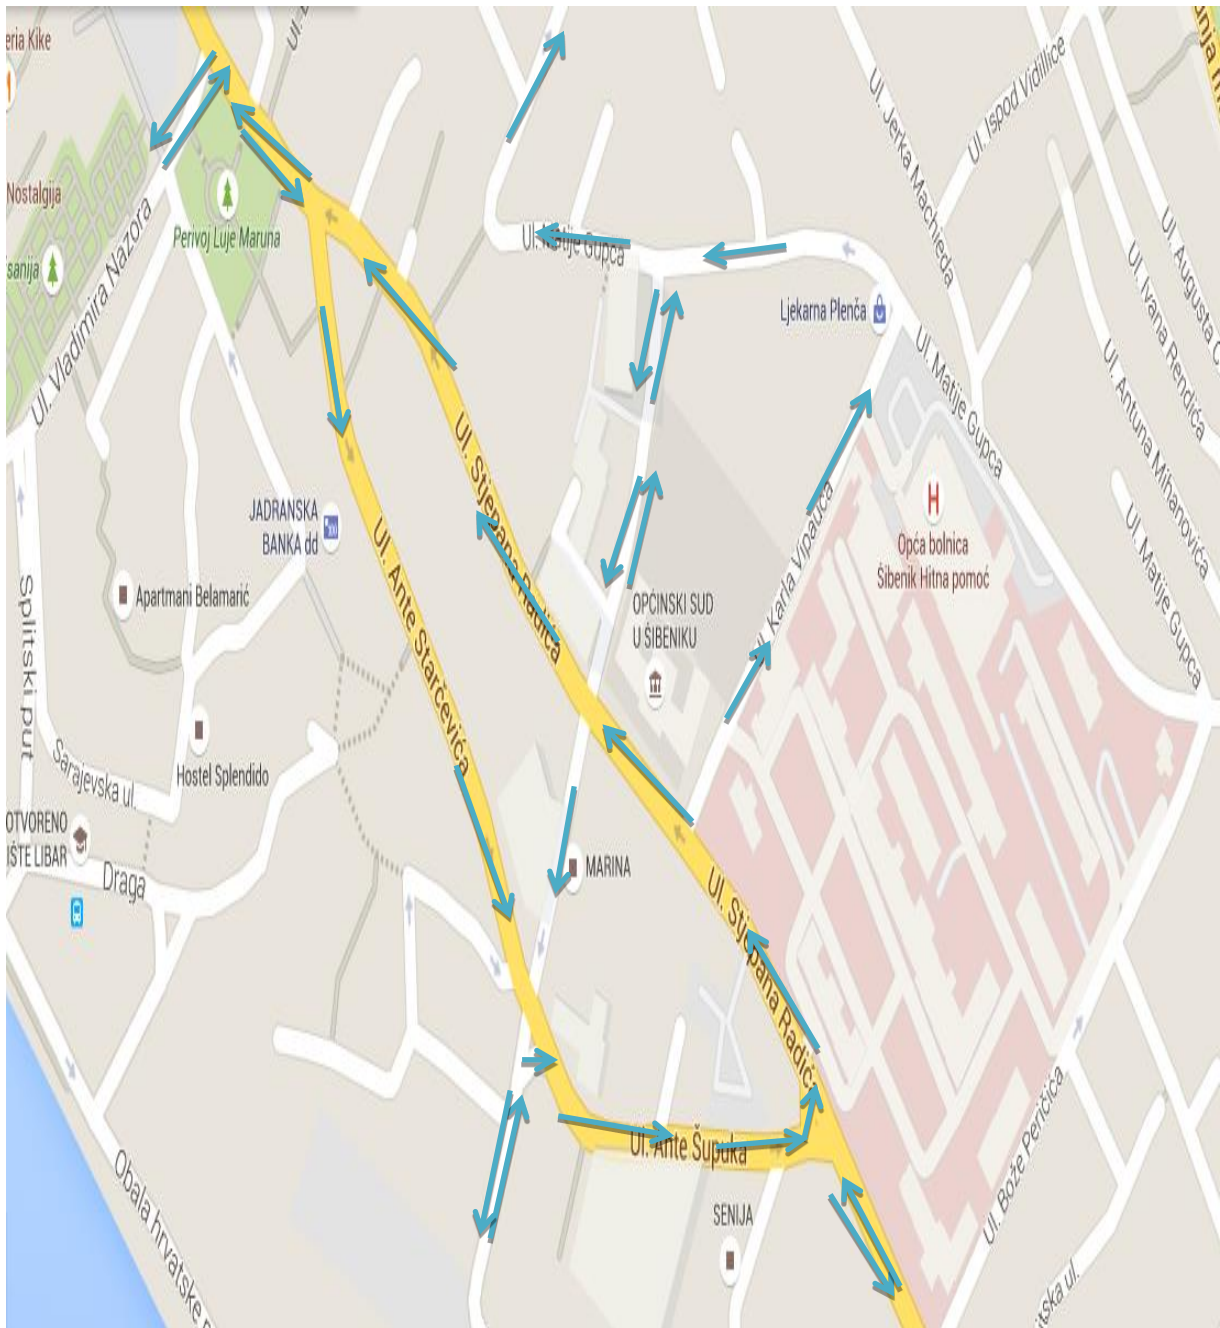 eria Kike
Nostalgija
sanija
Perivoj Luje Maruna
Ul. Vladimira Nazora
Ul. Matije Gupca
Ul. Jerka Machieda
Ul. Ispod Vidilice
Ul. Augusta
Ul. Ivana Rendića
Ul. Antuna Mihanovića
Ul. Matije Gupca
Ul. Matije Gupca
Ljekarna Plenča
H
Opća bolnica
Šibenik Hitna pomoć
Ul. Karla Vipauca
OPĆINSKI SUD
U ŠIBENIKU
JADRANSKA
BANKA dd
Ul. Stjepana Radića
Ul. Ante Starčevića
Apartmani Belamarić
Splitski put
Sarajevska ul.
Hostel Splendido
OTVORENO
IŠTE LIBAR
Draga
MARINA
Ul. Stjepana Radića
Ul. Ante Šupuka
SENIJA
Ul. Bože Peričića
Obala hrvatske